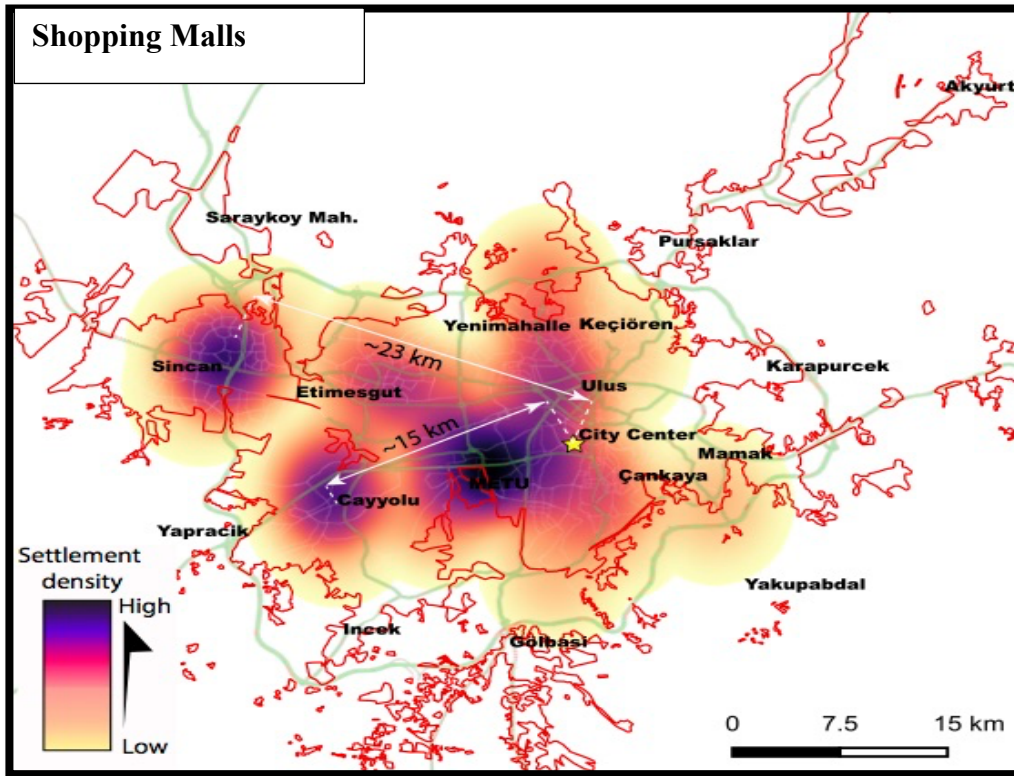 Shopping Malls
Akyurt
Saraykoy Mah.
Pursaklar
Yenimahalle
Keçiören
~23 km
Sincan
Karapurcek
Etimesgut
Ulus
~15 km
City Center
Mamak
METU
Çankaya
Cayyolu
Yapracik
Settlement
density
High
Low
Yakupabdal
Incek
Golbasi
0
7.5
15 km